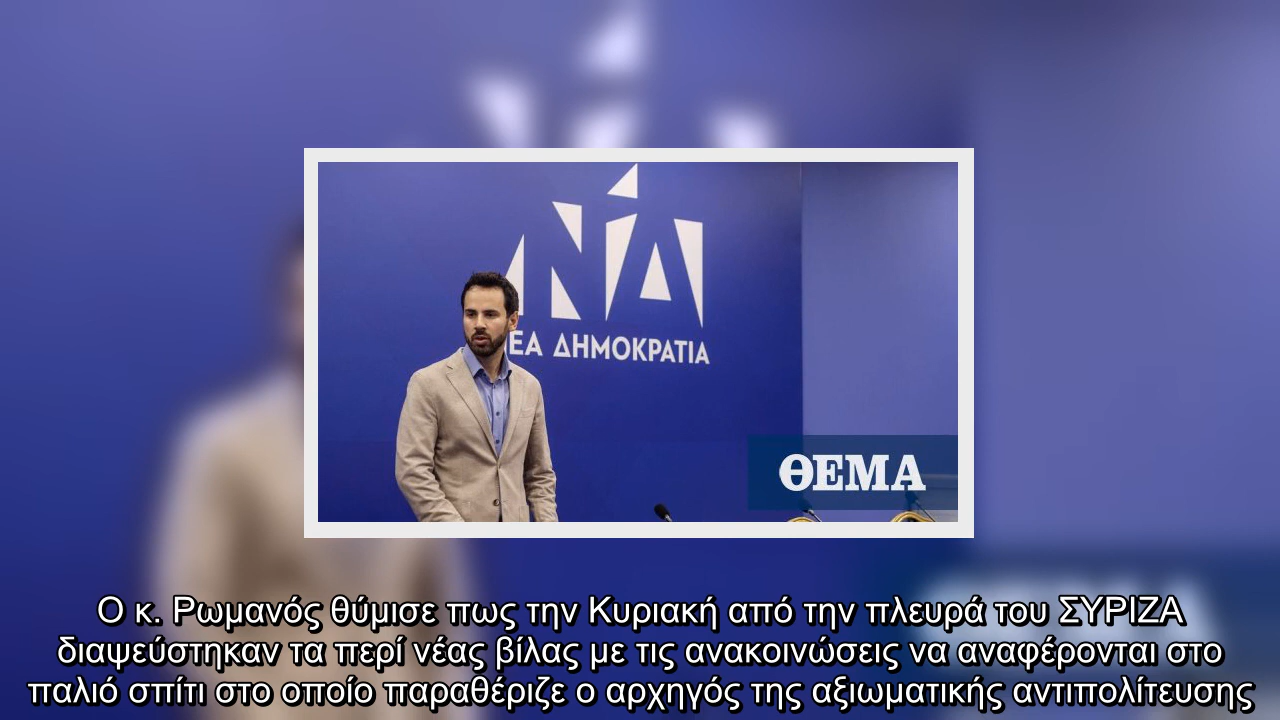 ΝΔ
ΝΕΑ ΔΗΜΟΚΡΑΤΙΑ
ΘΕΜΑ
Ο κ. Ρωμανός θύμισε πως την Κυριακή από την πλευρά του ΣΥΡΙΖΑ
διαψεύστηκαν τα περί νέας βίλας με τις ανακοινώσεις να αναφέρονται στο
παλιό σπίτι στο οποίο παραθέριζε ο αρχηγός της αξιωματικής αντιπολίτευσης